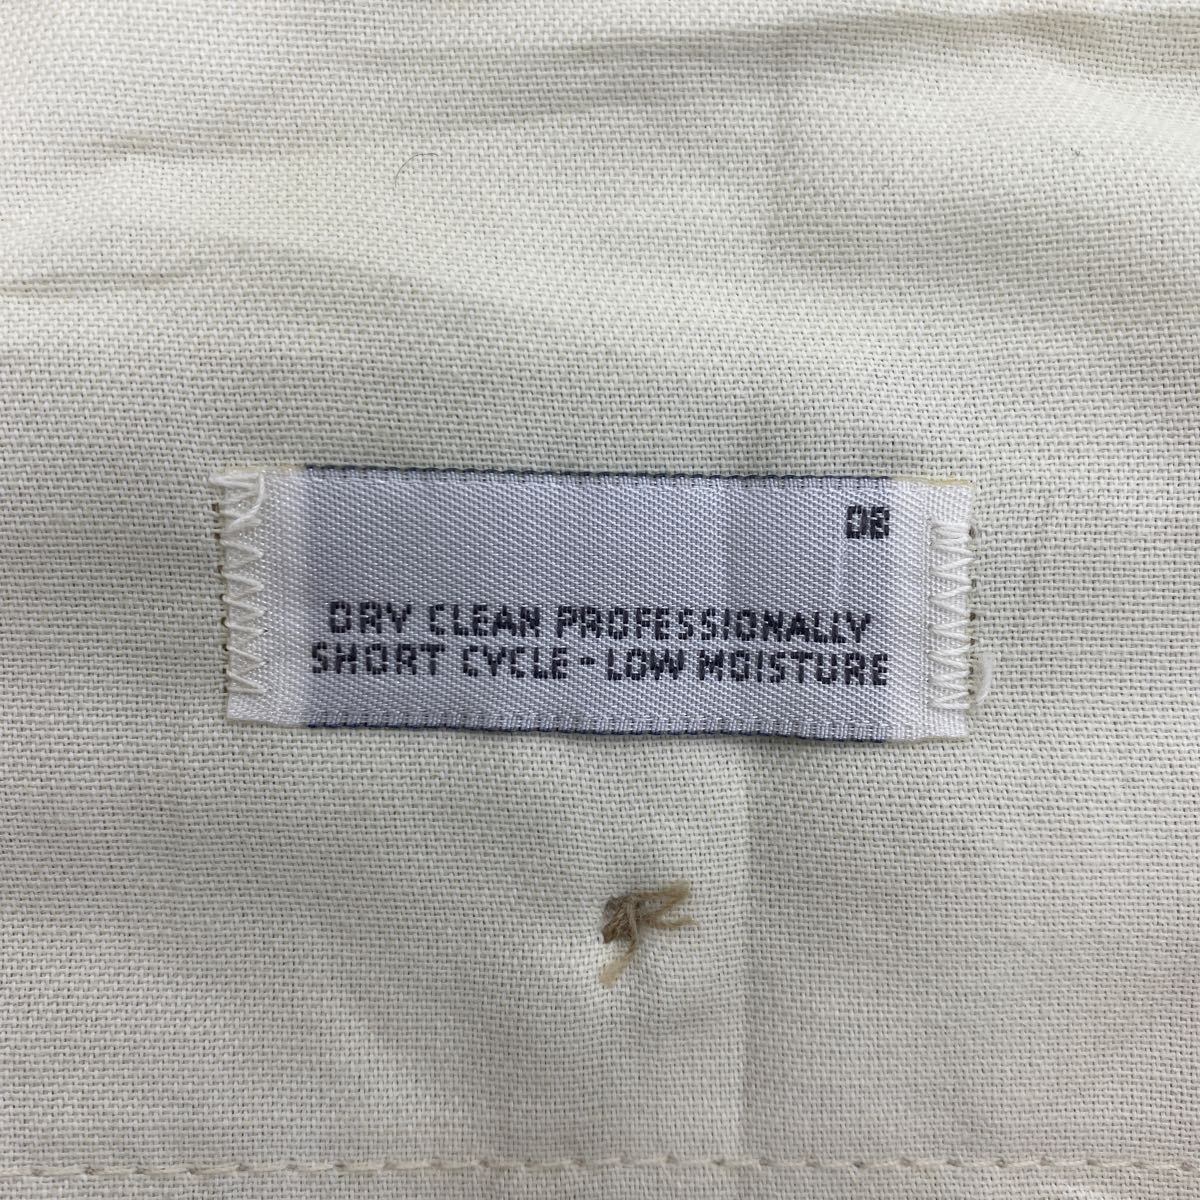 08
DRY CLEAN PROFESSIONALLY
SHORT CYCLE - LOW MOISTURE